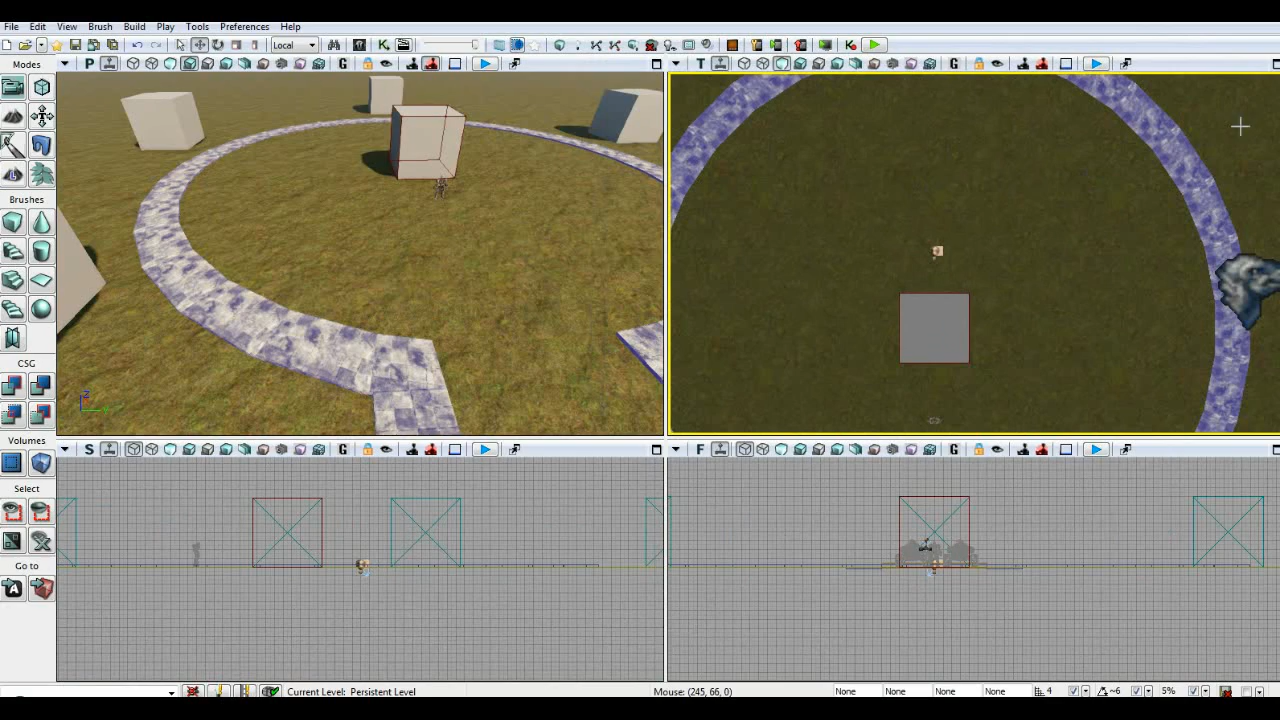 File Edit View Brush Build Play Tools Preferences Help
Local
Modes
P G
T G
Brushes
CSG
Volumes
Select
Go to
Z
S G
F G
Current Level: Persistent Level
Mouse: (245, 66, 0)
None None None None 4 ~6 5%